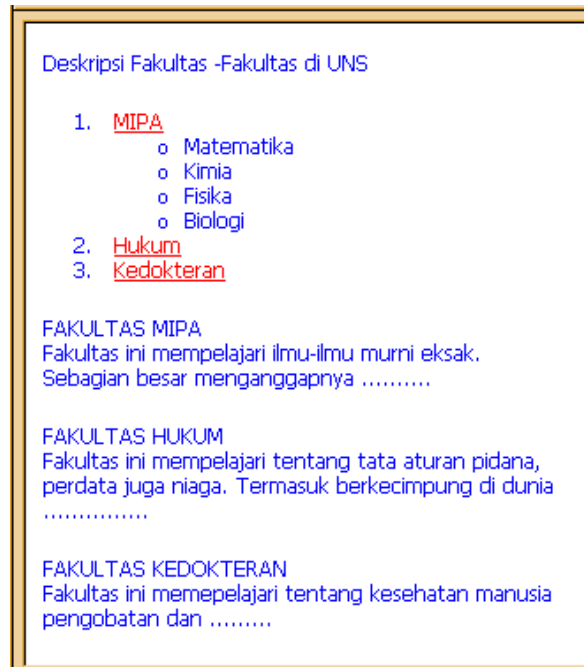 Deskripsi Fakultas -Fakultas di UNS
1. MIPA
o Matematika
o Kimia
o Fisika
o Biologi
2. Hukum
3. Kedokteran
FAKULTAS MIPA
Fakultas ini mempelajari ilmu-ilmu murni eksak.
Sebagian besar menganggapnya ..........
FAKULTAS HUKUM
Fakultas ini mempelajari tentang tata aturan pidana,
perdata juga niaga. Termasuk berkecimpung di dunia
...............
FAKULTAS KEDOKTERAN
Fakultas ini memepelajari tentang kesehatan manusia
pengobatan dan .........